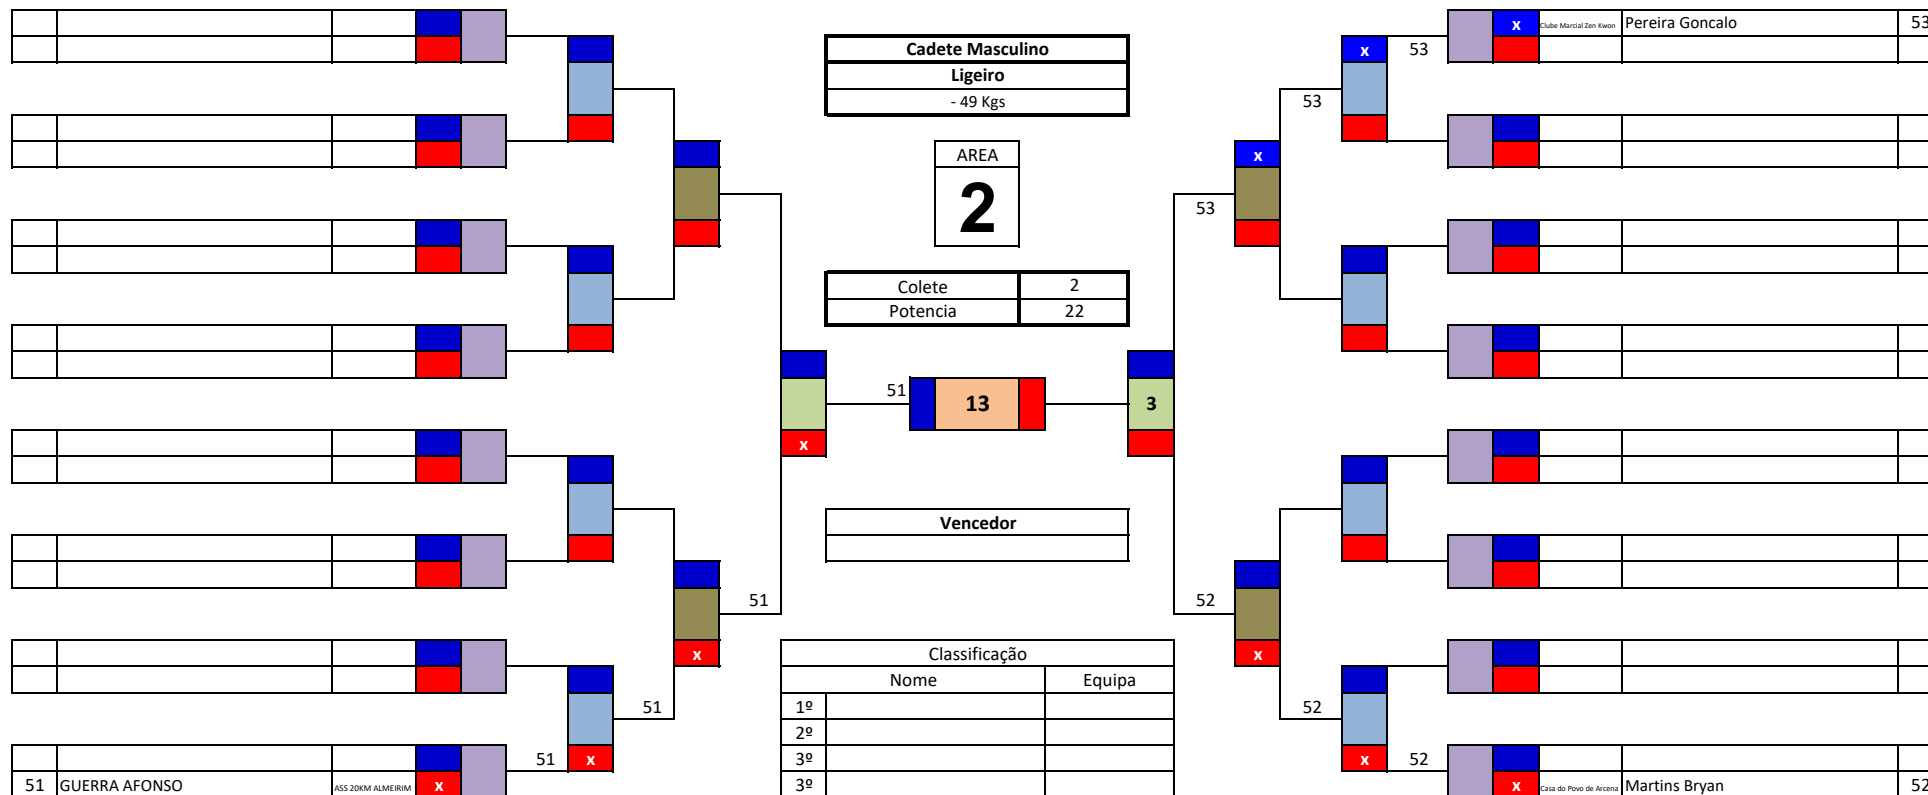 x Clube Marcial Zen Kwon Pereira Goncalo 53
Cadete Masculino
x 53
Ligeiro
- 49 Kgs
53
AREA
x
2
53
Colete 2
Potencia 22
51
13
3
x
Vencedor
51
52
x
Classificação
x
Nome Equipa
51
1º
52
2º
51 x
3º
x 52
51 GUERRA AFONSO ASS 20KM ALMEIRIM x
3º
x Casa do Povo de Arcena Martins Bryan 52